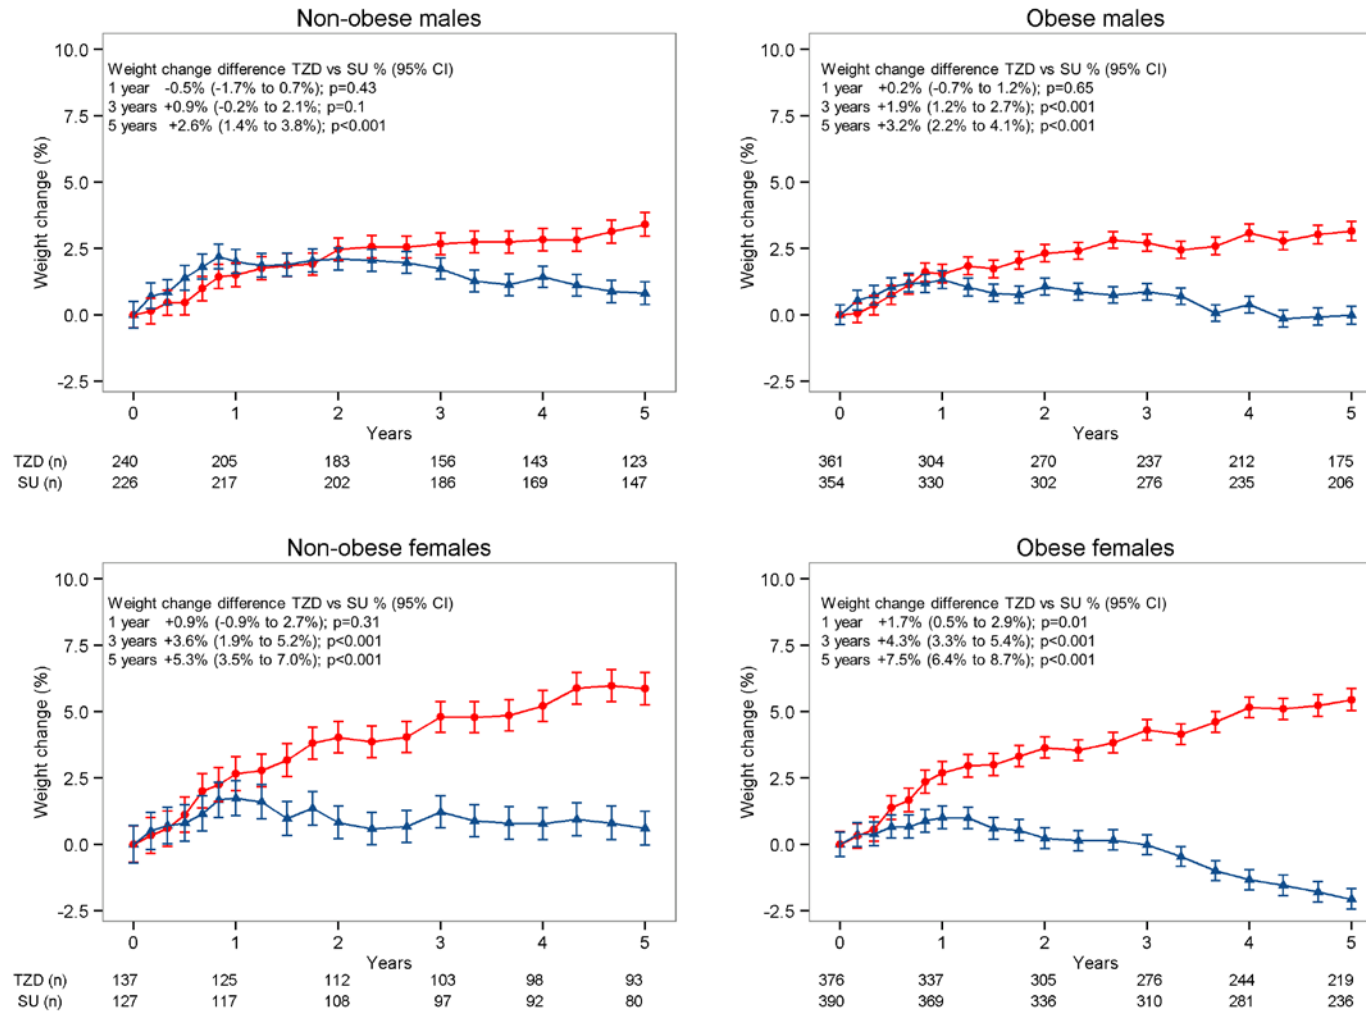 Non-obese males
10.0
7.5
5.0
2.5
0.0
-2.5
Weight change (%)
Weight change difference TZD vs SU % (95% CI)
1 year -0.5% (-1.7% to 0.7%); p=0.43
3 years +0.9% (-0.2% to 2.1%; p=0.1
5 years +2.6% (1.4% to 3.8%); p<0.001
0 1 2 3 4 5
Years
TZD (n) 240 205 183 156 143 123
SU (n) 226 217 202 186 169 147
Obese males
10.0
7.5
5.0
2.5
0.0
-2.5
Weight change (%)
Weight change difference TZD vs SU % (95% CI)
1 year +0.2% (-0.7% to 1.2%); p=0.65
3 years +1.9% (1.2% to 2.7%); p<0.001
5 years +3.2% (2.2% to 4.1%); p<0.001
0 1 2 3 4 5
Years
361 304 270 237 212 175
354 330 302 276 235 206
Non-obese females
10.0
7.5
5.0
2.5
0.0
-2.5
Weight change (%)
Weight change difference TZD vs SU % (95% CI)
1 year +0.9% (-0.9% to 2.7%); p=0.31
3 years +3.6% (1.9% to 5.2%); p<0.001
5 years +5.3% (3.5% to 7.0%); p<0.001
0 1 2 3 4 5
Years
TZD (n) 137 125 112 103 98 93
SU (n) 127 117 108 97 92 80
Obese females
10.0
7.5
5.0
2.5
0.0
-2.5
Weight change (%)
Weight change difference TZD vs SU % (95% CI)
1 year +1.7% (0.5% to 2.9%); p=0.01
3 years +4.3% (3.3% to 5.4%); p<0.001
5 years +7.5% (6.4% to 8.7%); p<0.001
0 1 2 3 4 5
Years
376 337 305 276 244 219
390 369 336 310 281 236